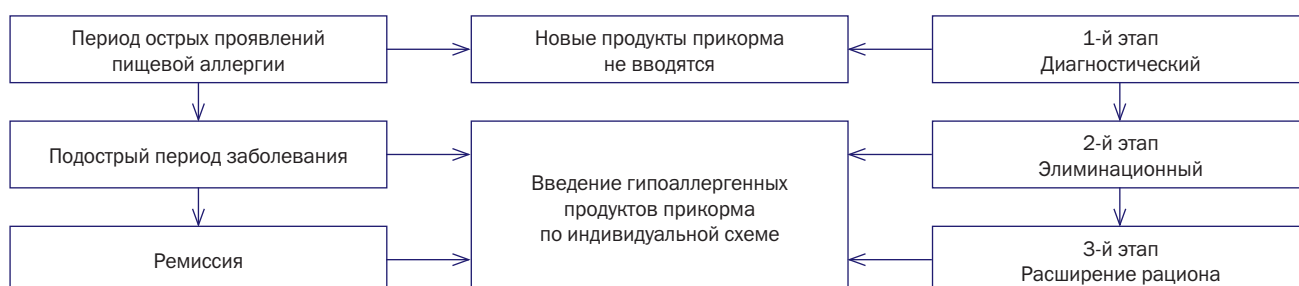 Период острых проявлений
пищевой аллергии
Новые продукты прикорма
не вводятся
1-й этап
Диагностический
Подострый период заболевания
Введение гипоаллергенных
продуктов прикорма
по индивидуальной схеме
2-й этап
Элиминационный
Ремиссия
3-й этап
Расширение рациона